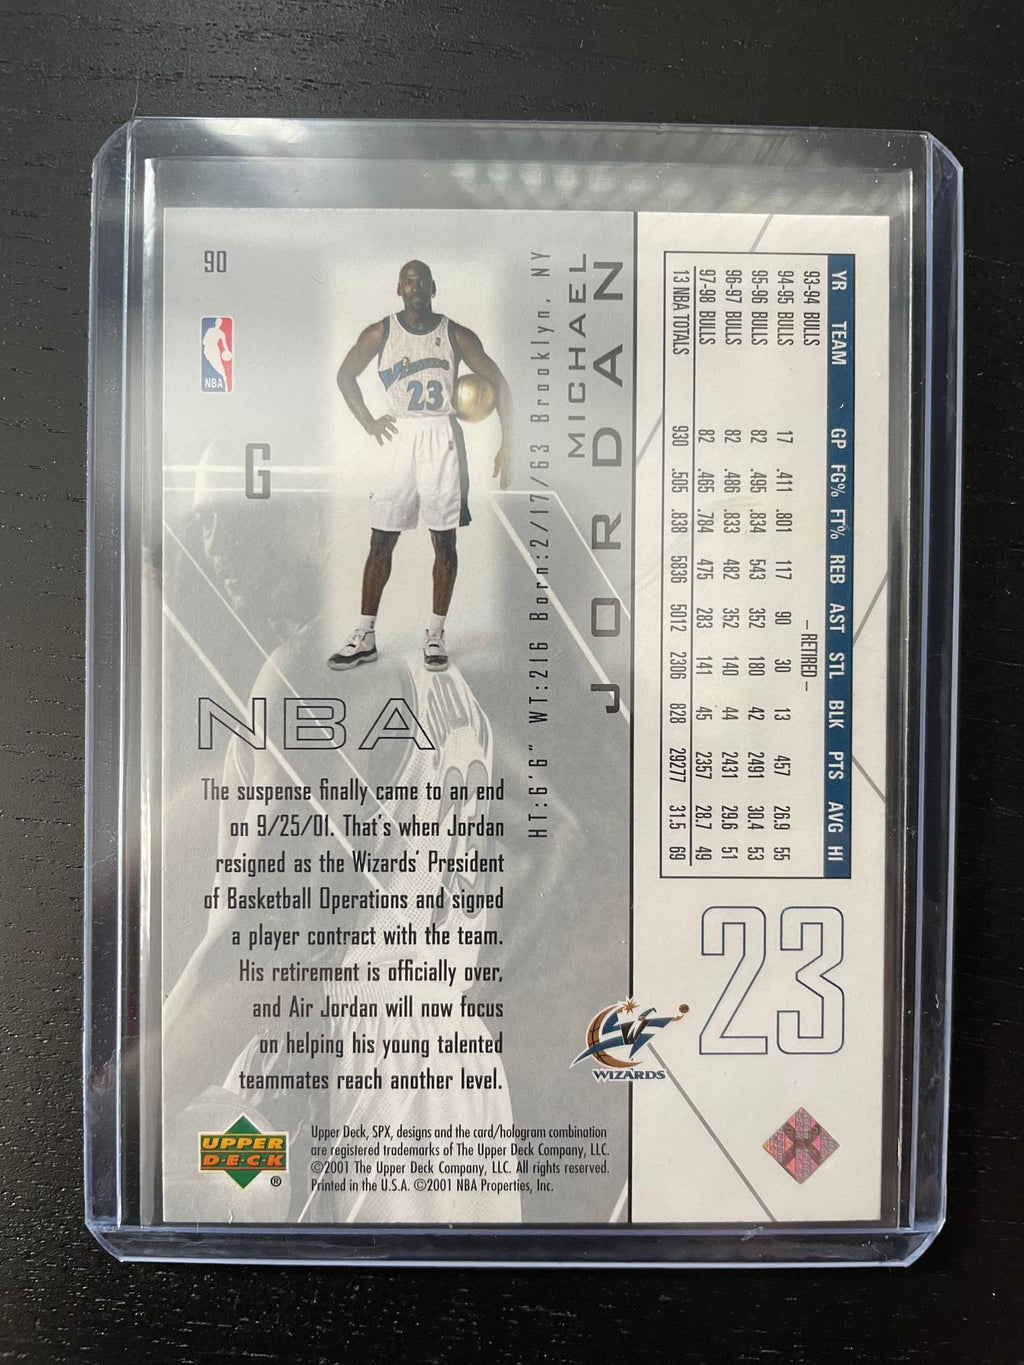 90
NBA
G
Wizards
23
MICHAEL
JORDAN
HT:6'6" WT:216 Born:2/17/63 Brooklyn, NY
NBA
The suspense finally came to an end
on 9/25/01. That's when Jordan
resigned as the Wizards' President
of Basketball Operations and signed
a player contract with the team.
His retirement is officially over,
and Air Jordan will now focus
on helping his young talented
teammates reach another level.
UPPER
D·E·C·K
®
Upper Deck, SPX, designs and the card/hologram combination
are registered trademarks of The Upper Deck Company, LLC.
©2001 The Upper Deck Company, LLC. All rights reserved.
Printed in the U.S.A. ©2001 NBA Properties, Inc.
YR TEAM GP FG% FT% REB AST STL BLK PTS AVG HI
93-94 BULLS – RETIRED –
94-95 BULLS 17 .411 .801 117 90 30 13 457 26.9 55
95-96 BULLS 82 .495 .834 543 352 180 42 2491 30.4 53
96-97 BULLS 82 .486 .833 482 352 140 44 2431 29.6 51
97-98 BULLS 82 .465 .784 475 283 141 45 2357 28.7 49
13 NBA TOTALS 930 .505 .838 5836 5012 2306 828 29277 31.5 69
23
WIZARDS